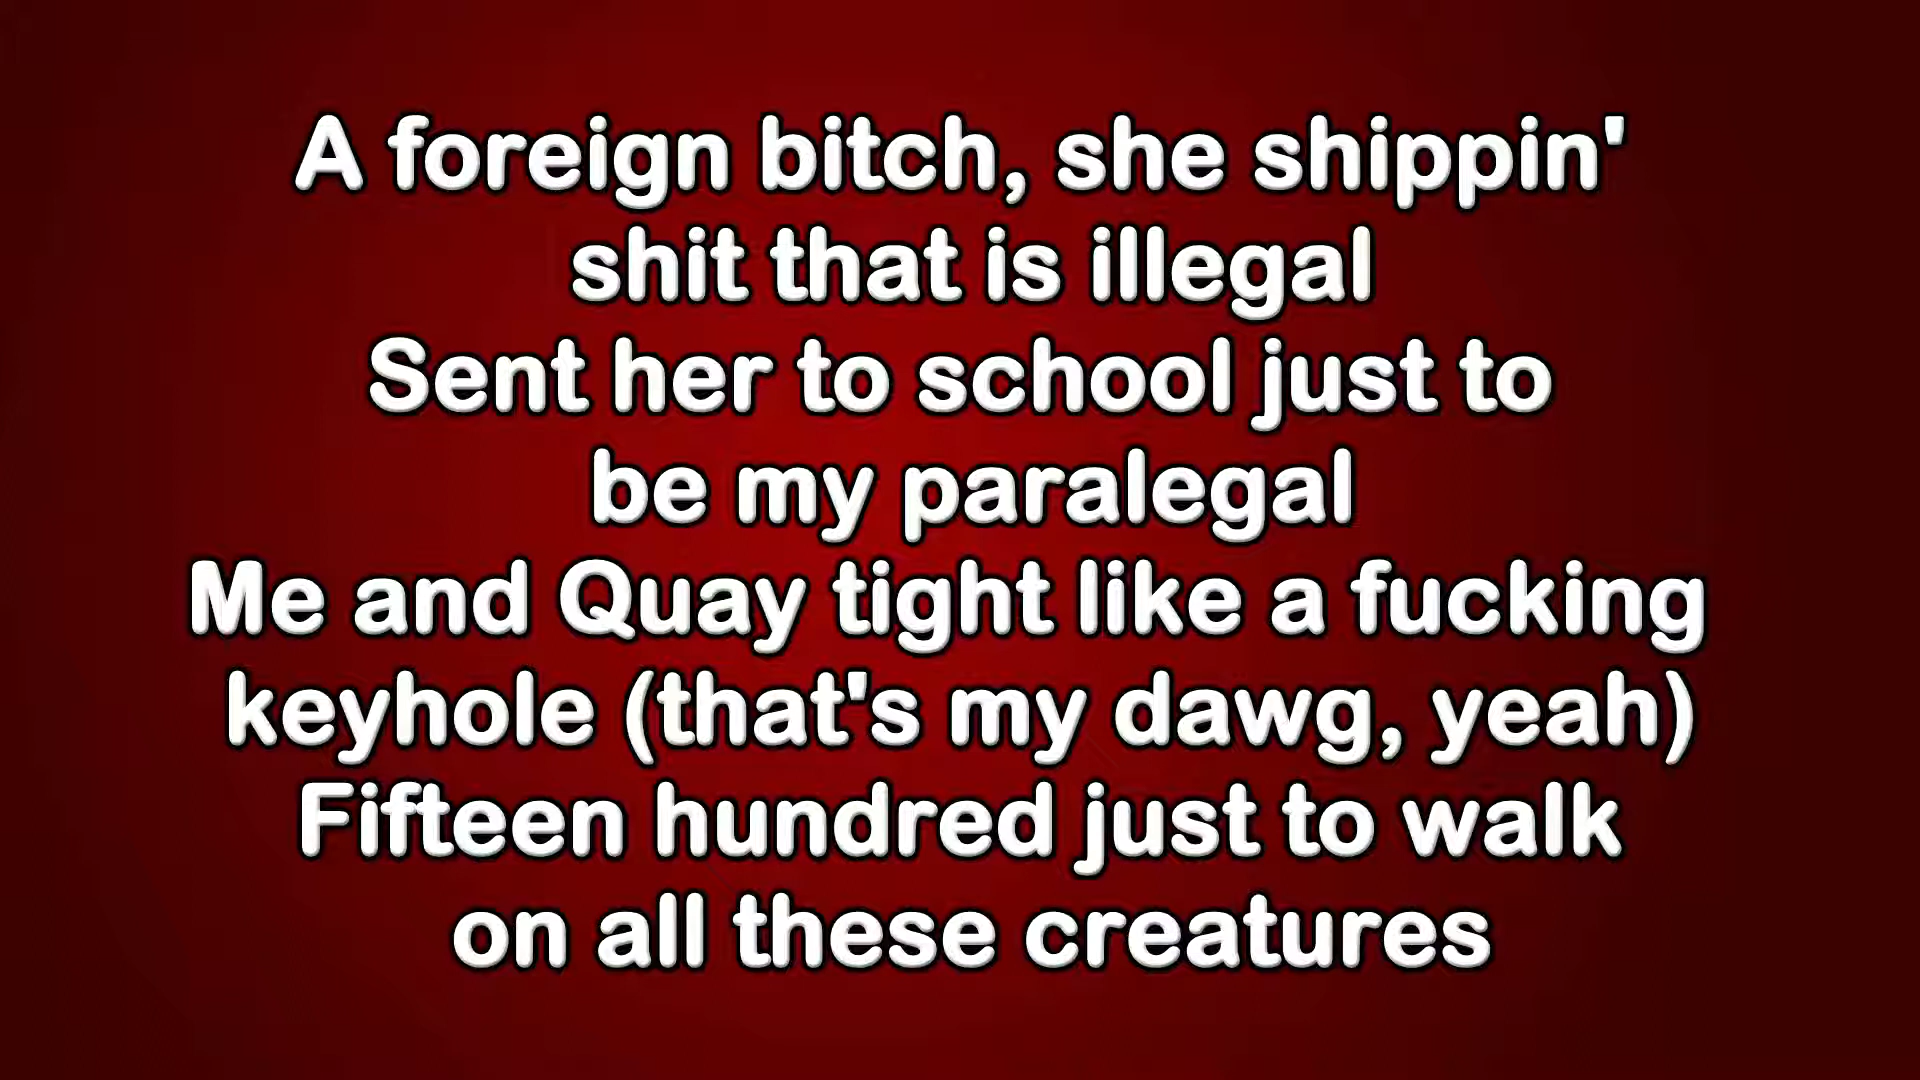 A foreign bitch, she shippin'
shit that is illegal
Sent her to school just to
be my paralegal
Me and Quay tight like a fucking
keyhole (that's my dawg, yeah)
Fifteen hundred just to walk
on all these creatures